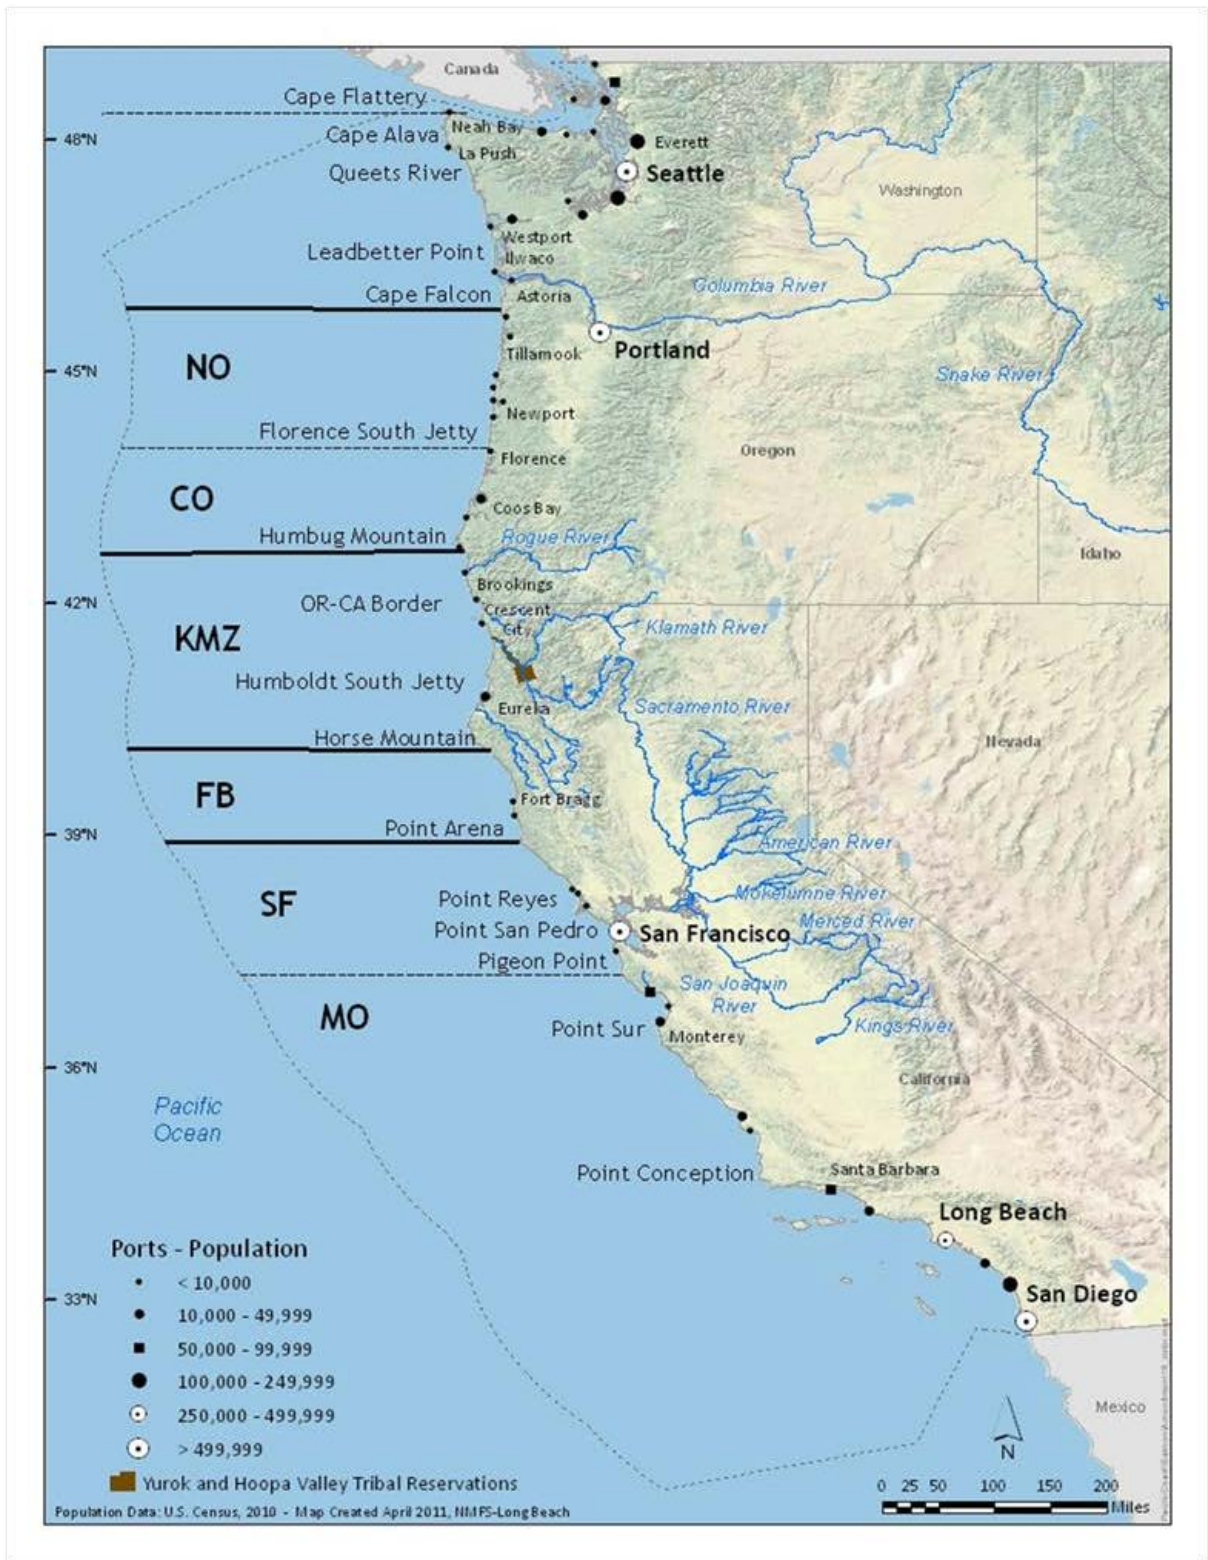 Canada
Cape Flattery
Neah Bay
Cape Alava
48°N
Everett
La Push
Queets River
Seattle
Washington
Westport
Leadbetter Point
Ilwaco
Columbia River
Cape Falcon
Astoria
NO
Tillamook
Portland
45°N
Snake River
Newport
Florence South Jetty
Oregon
Florence
CO
Coos Bay
Humbug Mountain
Rogue River
Idaho
Brookings
42°N
OR-CA Border
Crescent
City
Klamath River
KMZ
Humboldt South Jetty
Eureka
Sacramento River
Horse Mountain
Nevada
FB
Fort Bragg
39°N
Point Arena
American River
SF
Point Reyes
Mokelumne River
Merced River
Point San Pedro
San Francisco
Pigeon Point
San Joaquin
River
MO
Point Sur
Monterey
Kings River
36°N
California
Pacific
Ocean
Point Conception
Santa Barbara
Long Beach
San Diego
33°N
Mexico
Ports - Population
< 10,000
10,000 - 49,999
50,000 - 99,999
100,000 - 249,999
250,000 - 499,999
> 499,999
Yurok and Hoopa Valley Tribal Reservations
Population Data: U.S. Census, 2010 - Map Created April 2011, NMFS-Long Beach
N
0 25 50 100 150 200
Miles